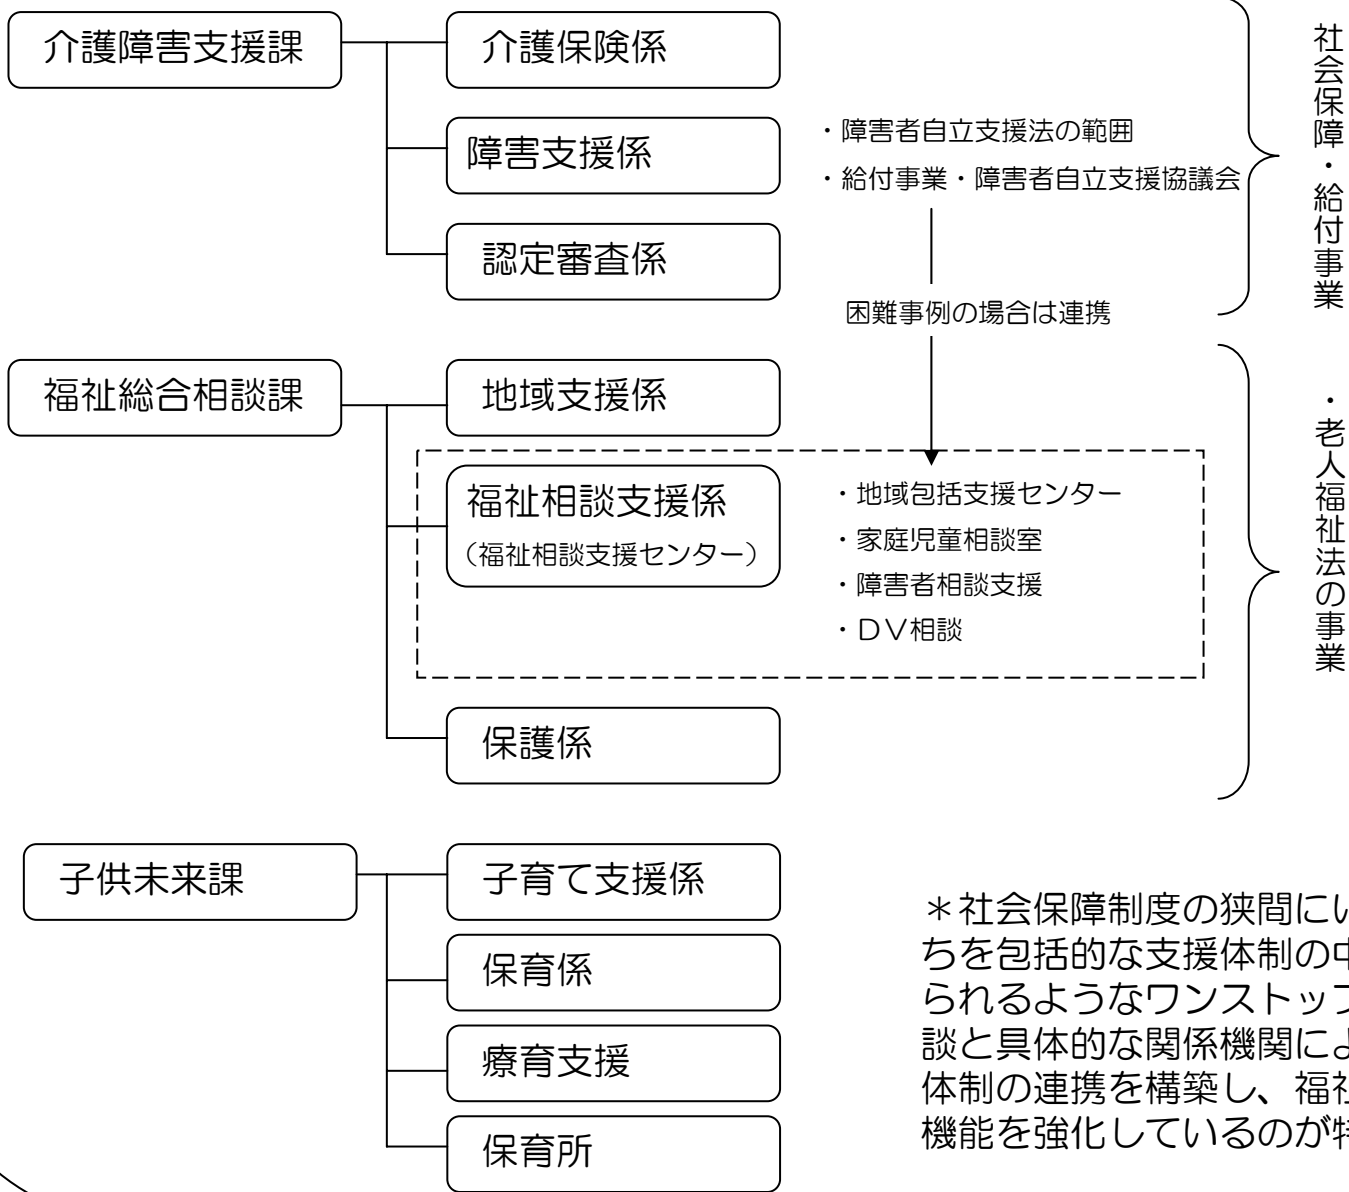 介護障害支援課
介護保険係
障害支援係
・障害者自立支援法の範囲
・給付事業・障害者自立支援協議会
認定審査係
困難事例の場合は連携
社会保障・給付事業
福祉総合相談課
地域支援係
福祉相談支援係
（福祉相談支援センター）
・地域包括支援センター
・家庭児童相談室
・障害者相談支援
・ＤＶ相談
保護係
・老人福祉法の事業
子供未来課
子育て支援係
保育係
療育支援
保育所
＊社会保障制度の狭間に
ちを包括的な支援体制の
られるようなワンストッ
談と具体的な関係機関に
体制の連携を構築し、福
機能を強化しているのが